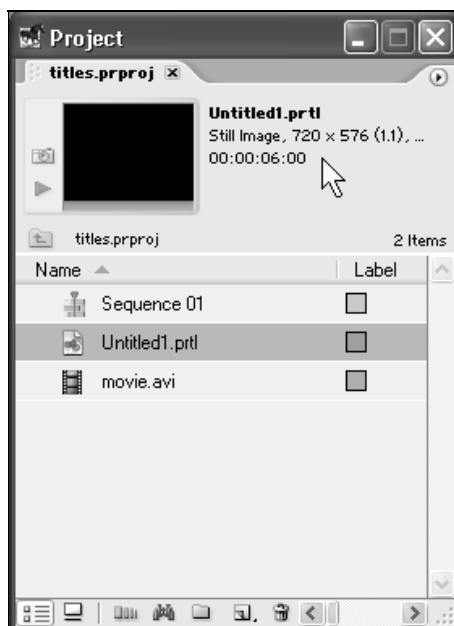 Project
titles.prproj
Untitled1.prtl
Still Image, 720 × 576 (1.1), ...
00:00:06:00
titles.prproj
2 Items
Name
Label
Sequence 01
Untitled1.prtl
movie.avi